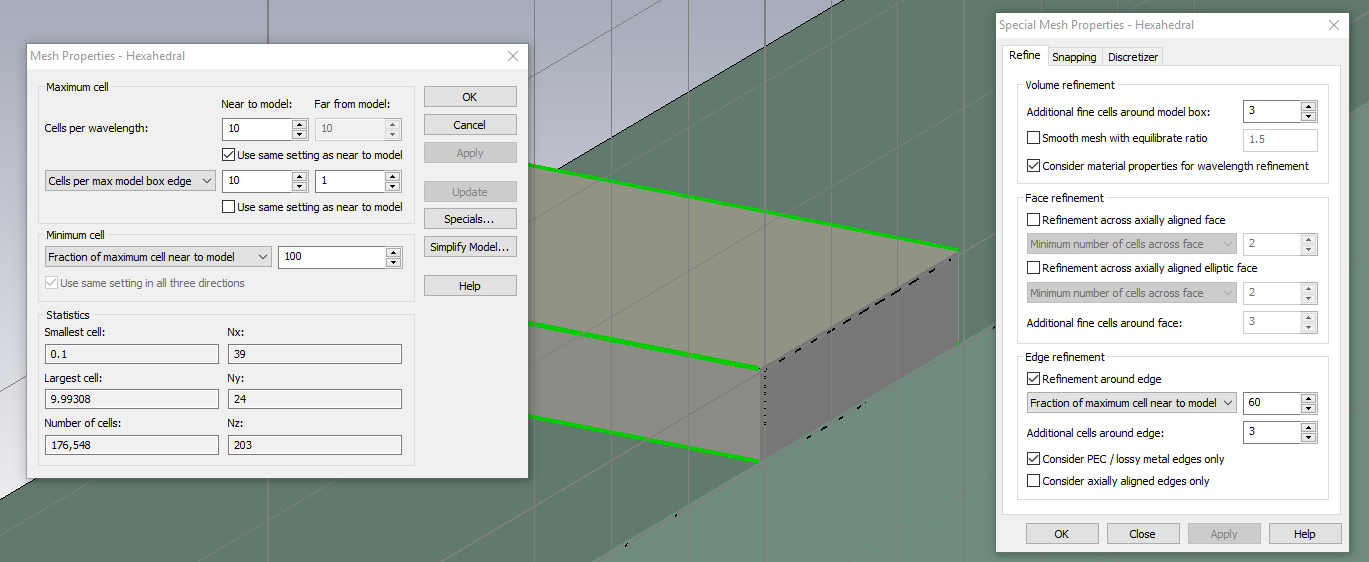 Mesh Properties - Hexahedral
Maximum cell
Near to model: Far from model:
Cells per wavelength: 10 10
Use same setting as near to model
Cells per max model box edge 10 1
Use same setting as near to model
Minimum cell
Fraction of maximum cell near to model 100
Use same setting in all three directions
Statistics
Smallest cell: Nx:
0.1 39
Largest cell: Ny:
9.99308 24
Number of cells: Nz:
176,548 203
OK
Cancel
Apply
Update
Specials...
Simplify Model...
Help
Special Mesh Properties - Hexahedral
Refine Snapping Discretizer
Volume refinement
Additional fine cells around model box: 3
Smooth mesh with equilibrate ratio 1.5
Consider material properties for wavelength refinement
Face refinement
Refinement across axially aligned face
Minimum number of cells across face 2
Refinement across axially aligned elliptic face
Minimum number of cells across face 2
Additional fine cells around face: 3
Edge refinement
Refinement around edge
Fraction of maximum cell near to model 60
Additional cells around edge: 3
Consider PEC / lossy metal edges only
Consider axially aligned edges only
OK Close Apply Help